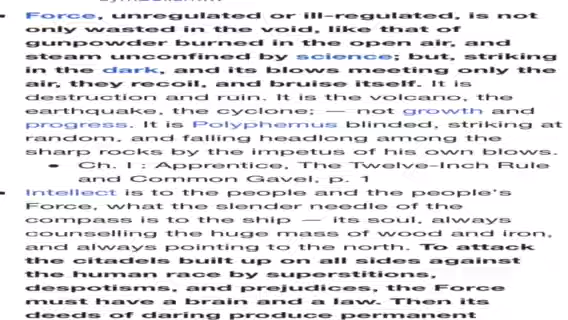 Force, unregulated or ill-regulated, is not
only wasted in the void, like that of
gunpowder burned in the open air, and
steam unconfined by science; but, striking
in the dark, and its blows meeting only the
air, they recoil, and bruise itself. It is
destruction and ruin. It is the volcano, the
earthquake, the cyclone; — not growth and
progress. It is Polyphemus blinded, striking at
random, and falling headlong among the
sharp rocks by the impetus of his own blows.
Ch. I : Apprentice, The Twelve-Inch Rule
and Common Gavel, p. 1
Intellect is to the people and the people's
Force, what the slender needle of the
compass is to the ship — its soul, always
counselling the huge mass of wood and iron,
and always pointing to the north. To attack
the citadels built up on all sides against
the human race by superstitions,
despotisms, and prejudices, the Force
must have a brain and a law. Then its
deeds of daring produce permanent